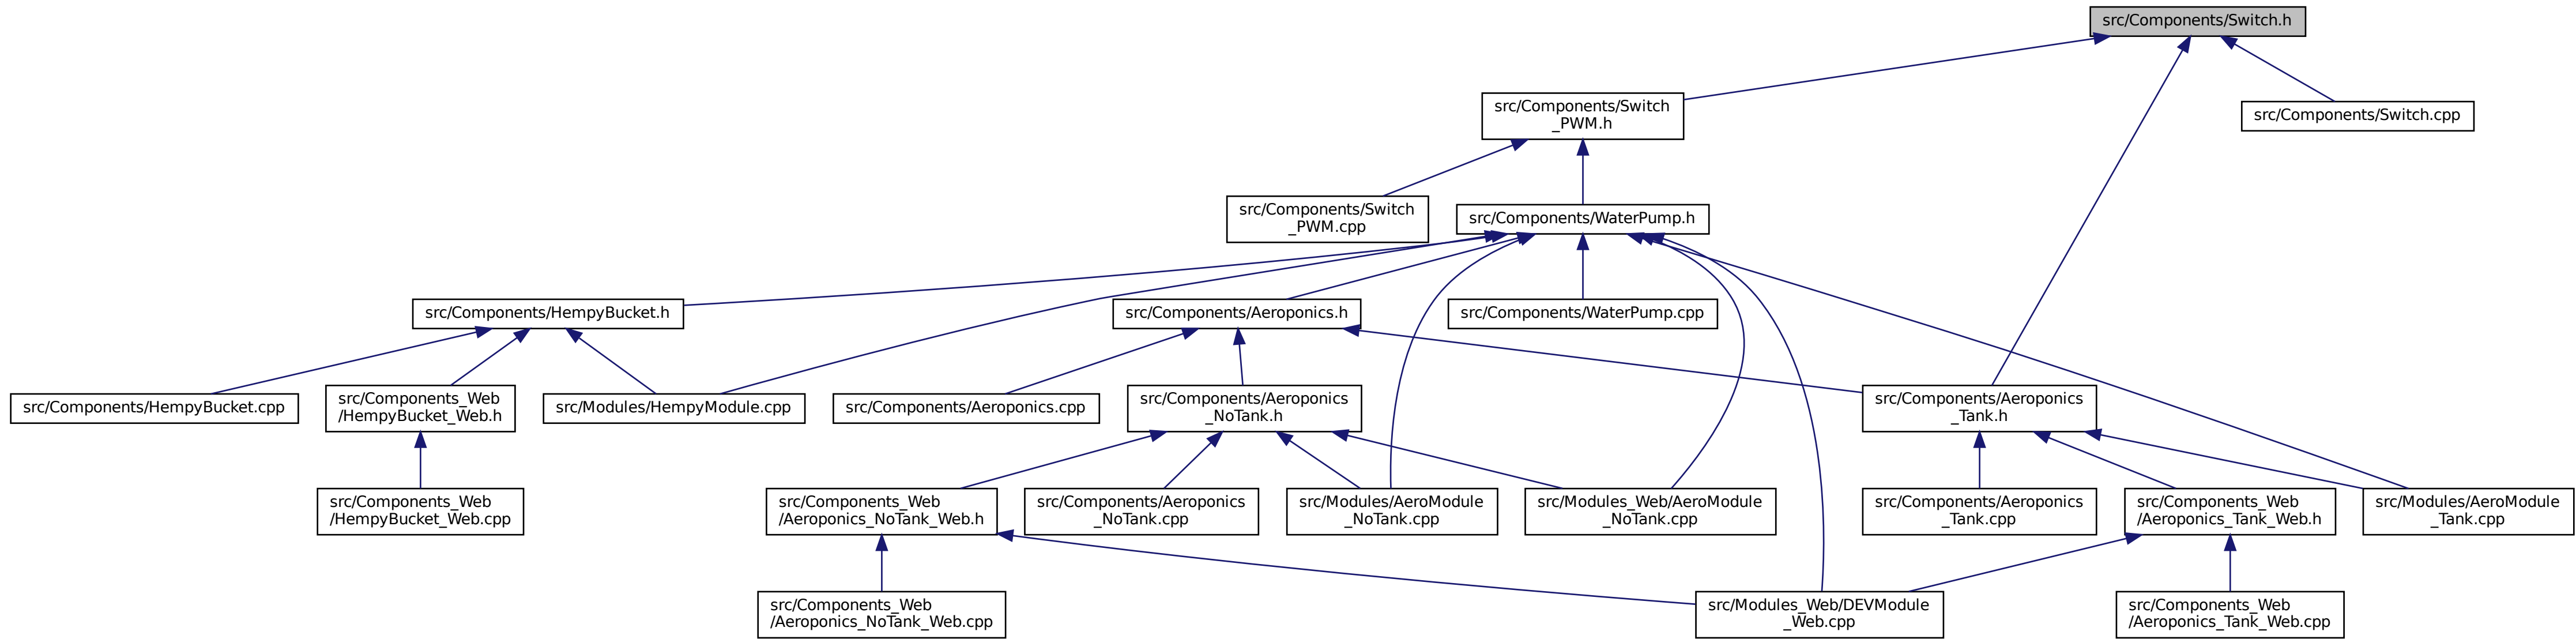 src/Components/Switch.h
src/Components/Switch
_PWM.h
src/Components/Switch.cpp
src/Components/Switch
_PWM.cpp
src/Components/WaterPump.h
src/Components/HempyBucket.h
src/Components/Aeroponics.h
src/Components/WaterPump.cpp
src/Components/HempyBucket.cpp
src/Components_Web
/HempyBucket_Web.h
src/Modules/HempyModule.cpp
src/Components/Aeroponics.cpp
src/Components/Aeroponics
_NoTank.h
src/Components/Aeroponics
_Tank.h
src/Components_Web
/HempyBucket_Web.cpp
src/Components_Web
/Aeroponics_NoTank_Web.h
src/Components/Aeroponics
_NoTank.cpp
src/Modules/AeroModule
_NoTank.cpp
src/Modules_Web/AeroModule
_NoTank.cpp
src/Components/Aeroponics
_Tank.cpp
src/Components_Web
/Aeroponics_Tank_Web.h
src/Modules/AeroModule
_Tank.cpp
src/Components_Web
/Aeroponics_NoTank_Web.cpp
src/Modules_Web/DEVModule
_Web.cpp
src/Components_Web
/Aeroponics_Tank_Web.cpp